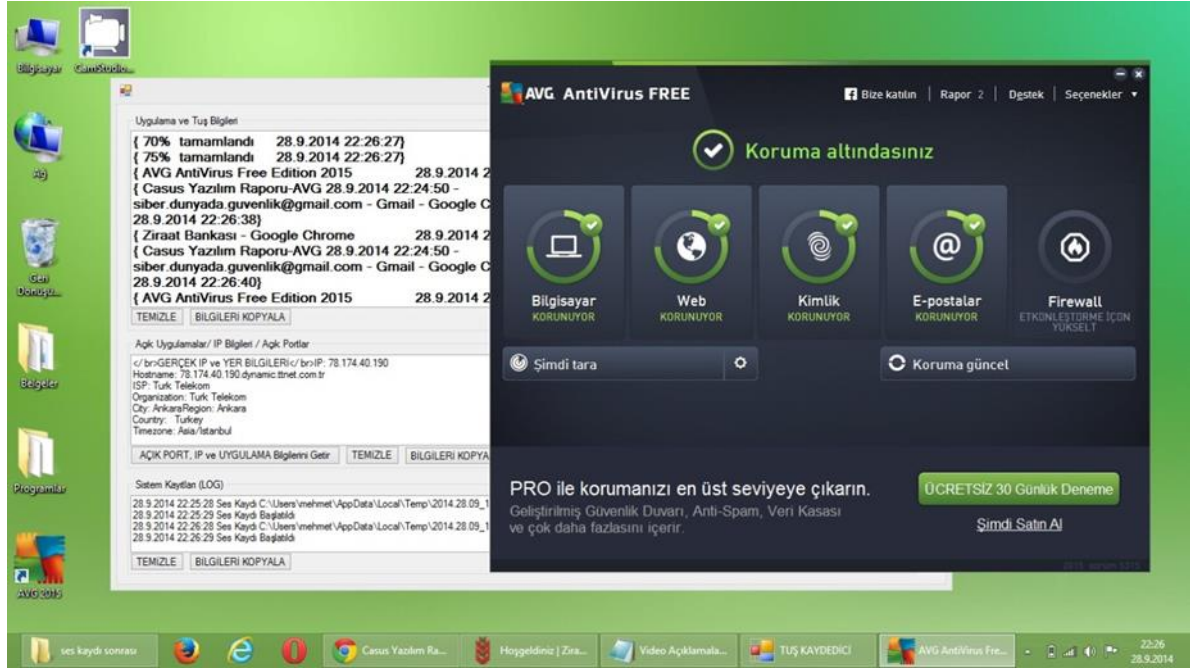 Bilgisayar
CamStudio...
Ağ
Geri
Dönüşü...
Belgeler
Programlar
AVG 2015
Uygulama ve Tuş Bilgileri
{ 70% tamamlandı 28.9.2014 22:26:27}
{ 75% tamamlandı 28.9.2014 22:26:27}
{ AVG AntiVirus Free Edition 2015 28.9.2014 2
{ Casus Yazılım Raporu-AVG 28.9.2014 22:24:50 -
siber.dunyada.guvenlik@gmail.com - Gmail - Google C
28.9.2014 22:26:38}
{ Ziraat Bankası - Google Chrome 28.9.2014 2
{ Casus Yazılım Raporu-AVG 28.9.2014 22:24:50 -
siber.dunyada.guvenlik@gmail.com - Gmail - Google C
28.9.2014 22:26:40}
{ AVG AntiVirus Free Edition 2015 28.9.2014 2
TEMİZLE BİLGİLERİ KOPYALA
Açık Uygulamalar/ IP Bilgileri / Açık Portlar
</br>GERÇEK IP ve YER BİLGİLERİ</br>IP: 78.174.40.190
Hostname: 78.174.40.190.dynamic.ttnet.com.tr
ISP: Turk Telekom
Organization: Turk Telekom
City: AnkaraRegion: Ankara
Country: Turkey
Timezone: Asia/Istanbul
AÇIK PORT, IP ve UYGULAMA Bilgilerini Getir TEMİZLE BİLGİLERİ KOPYA
Sistem Kayıtları (LOG)
28.9.2014 22:25:28 Ses Kaydı C:\Users\mehmet\AppData\Local\Temp\2014.28.09_1
28.9.2014 22:25:29 Ses Kaydı Başlatıldı
28.9.2014 22:26:28 Ses Kaydı C:\Users\mehmet\AppData\Local\Temp\2014.28.09_1
28.9.2014 22:26:29 Ses Kaydı Başlatıldı
TEMİZLE BİLGİLERİ KOPYALA
AVG AntiVirus FREE
Bize katılın | Rapor 2 | Destek | Seçenekler
Koruma altındasınız
Bilgisayar
KORUNUYOR
Web
KORUNUYOR
Kimlik
KORUNUYOR
E-postalar
KORUNUYOR
Firewall
ETKİNLEŞTİRME İÇİN
YÜKSELT
Şimdi tara
Koruma güncel
PRO ile korumanızı en üst seviyeye çıkarın.
Geliştirilmiş Güvenlik Duvarı, Anti-Spam, Veri Kasası
ve çok daha fazlasını içerir.
ÜCRETSİZ 30 Günlük Deneme
Şimdi Satın Al
ses kaydı sonrası
Casus Yazılım Ra...
Hoşgeldiniz | Zira...
Video Açıklamala...
TUŞ KAYDEDİCİ
AVG AntiVirus Fre...
22:26
28.9.2014